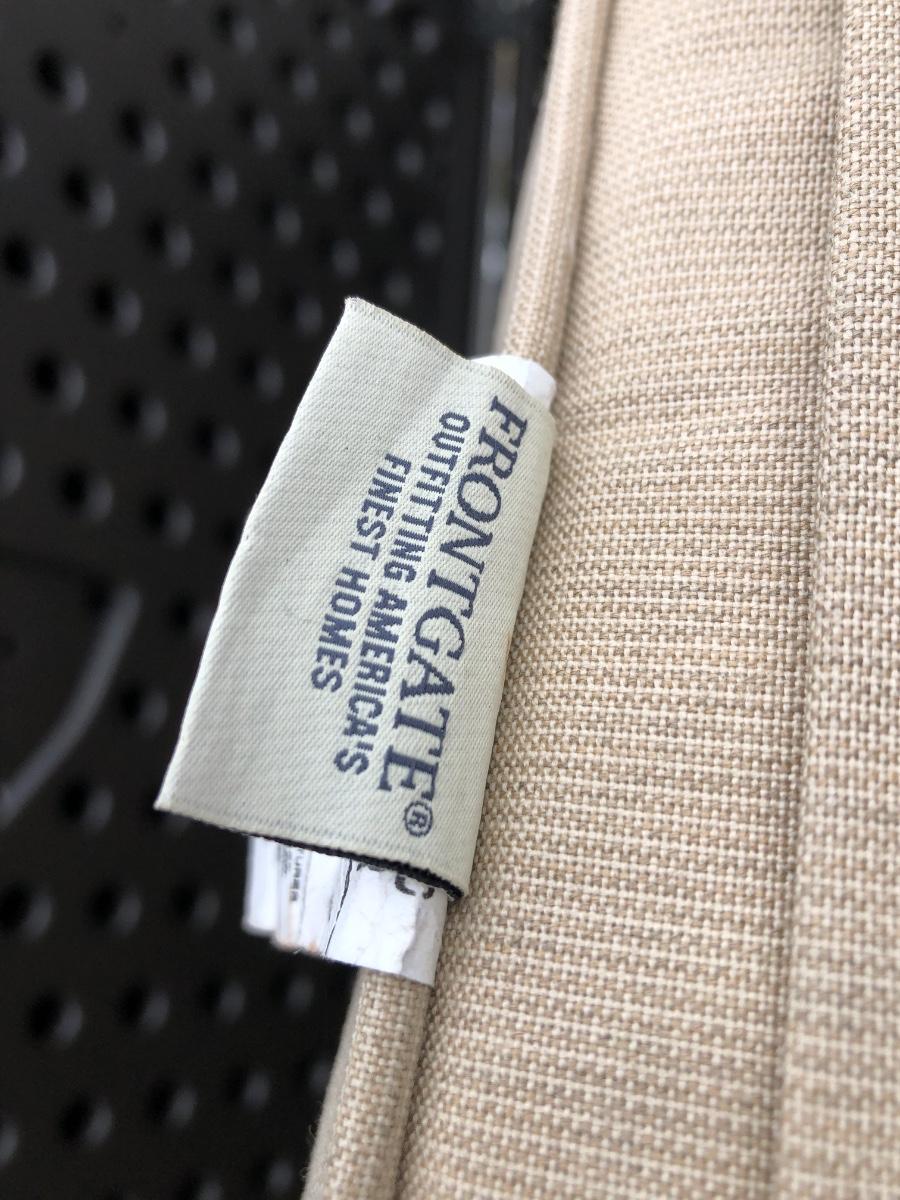 FRONTGATE®
OUTFITTING AMERICA'S
FINEST HOMES